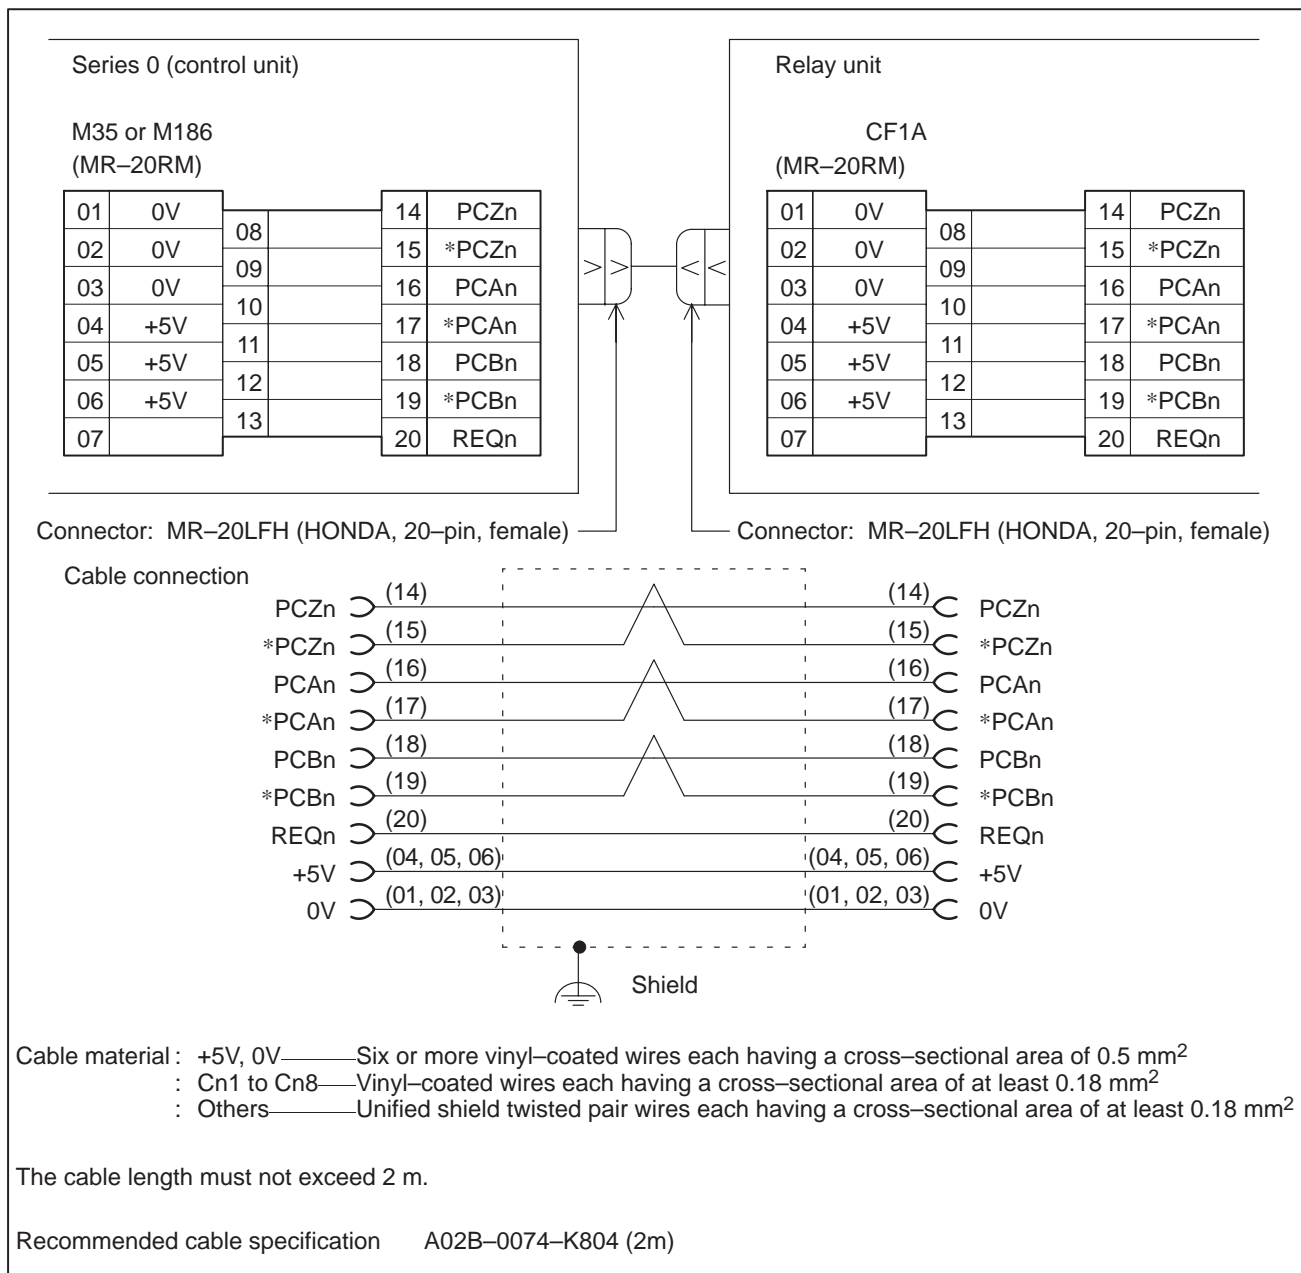 Series 0 (control unit)
M35 or M186
(MR–20RM)
01 0V
02 0V
03 0V
04 +5V
05 +5V
06 +5V
07
08
09
10
11
12
13
14 PCZn
15 *PCZn
16 PCAn
17 *PCAn
18 PCBn
19 *PCBn
20 REQn
Relay unit
CF1A
(MR–20RM)
01 0V
02 0V
03 0V
04 +5V
05 +5V
06 +5V
07
08
09
10
11
12
13
14 PCZn
15 *PCZn
16 PCAn
17 *PCAn
18 PCBn
19 *PCBn
20 REQn
Connector: MR–20LFH (HONDA, 20–pin, female)
Connector: MR–20LFH (HONDA, 20–pin, female)
Cable connection
PCZn (14) (14) PCZn
*PCZn (15) (15) *PCZn
PCAn (16) (16) PCAn
*PCAn (17) (17) *PCAn
PCBn (18) (18) PCBn
*PCBn (19) (19) *PCBn
REQn (20) (20) REQn
+5V (04, 05, 06) (04, 05, 06) +5V
0V (01, 02, 03) (01, 02, 03) 0V
Shield
Cable material : +5V, 0V Six or more vinyl–coated wires each having a cross–sectional area of 0.5 mm²
: Cn1 to Cn8 Vinyl–coated wires each having a cross–sectional area of at least 0.18 mm²
: Others Unified shield twisted pair wires each having a cross–sectional area of at least 0.18 mm²
The cable length must not exceed 2 m.
Recommended cable specification A02B–0074–K804 (2m)